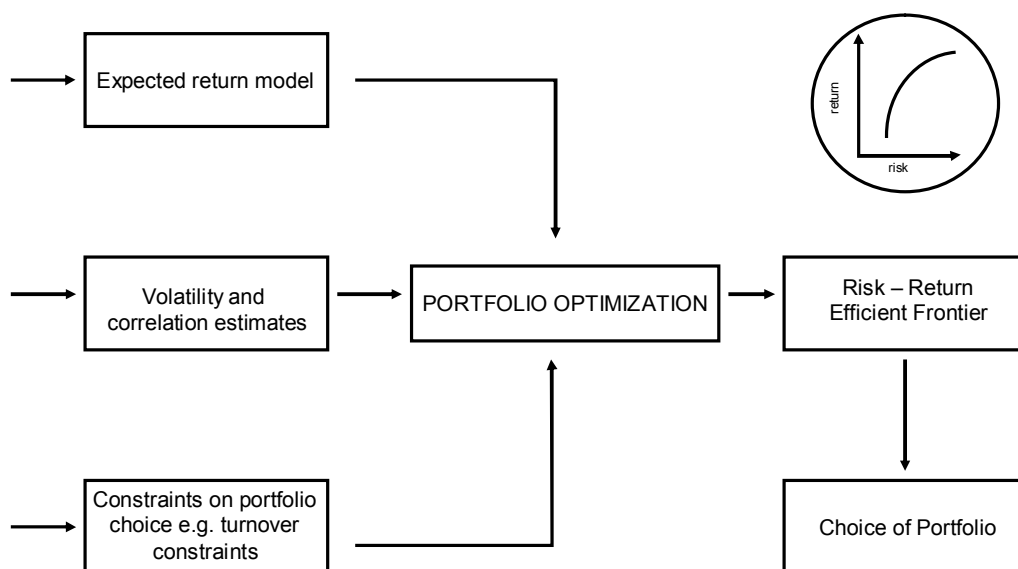 Expected return model
return
risk
Volatility and
correlation estimates
PORTFOLIO OPTIMIZATION
Risk – Return
Efficient Frontier
Constraints on portfolio
choice e.g. turnover
constraints
Choice of Portfolio